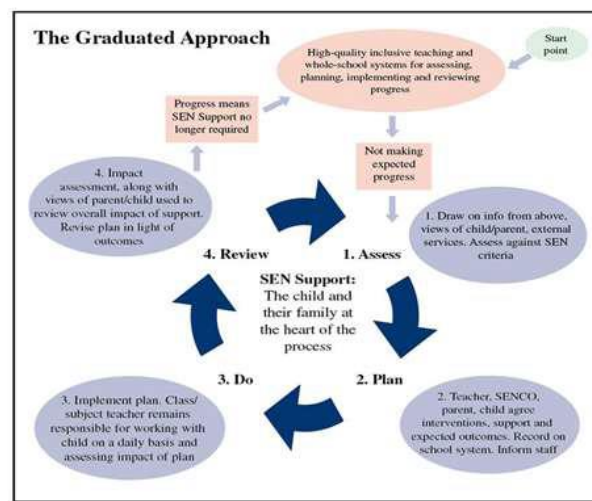 The Graduated Approach
Start
point
High-quality inclusive teaching and
whole-school systems for assessing,
planning, implementing and reviewing
progress
Progress means
SEN Support no
longer required
Not making
expected
progress
4. Impact
assessment, along with
views of parent/child used to
review overall impact of support.
Revise plan in light of
outcomes
1. Draw on info from above,
views of child/parent, external
services. Assess against SEN
criteria
4. Review
1. Assess
SEN Support:
The child and
their family at
the heart of the
process
3. Do
2. Plan
3. Implement plan. Class/
subject teacher remains
responsible for working with
child on a daily basis and
assessing impact of plan
2. Teacher, SENCO,
parent, child agree
interventions, support and
expected outcomes. Record on
school system. Inform staff